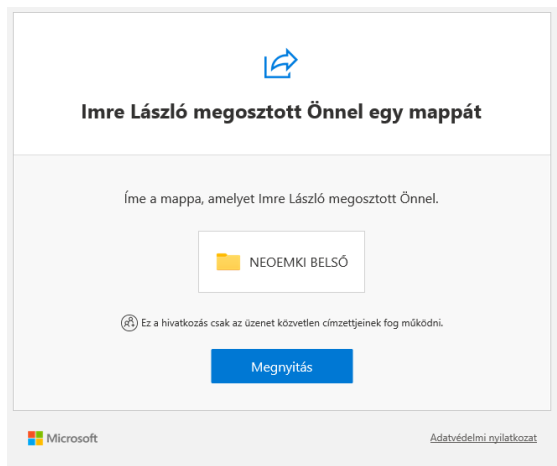 Imre László megosztott Önnel egy mappát
Íme a mappa, amelyet Imre László megosztott Önnel.
NEOEMKI BELSŐ
Ez a hivatkozás csak az üzenet közvetlen címzettjeinek fog működni.
Megnyitás
Microsoft
Adatvédelmi nyilatkozat